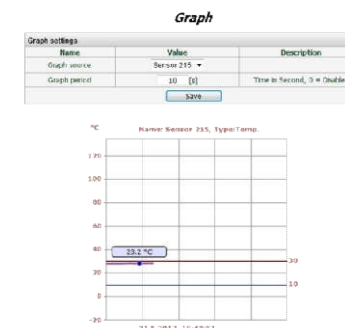 Graph
Graph settings
Name Value Description
Graph source Sensor 215
Graph period 10 [s] Time in Second, 0 = Disable
Save
°C Name: Sensor 215, Type: Temp.
120
100
80
60
40
23.2 °C
30
20
10
0
-20